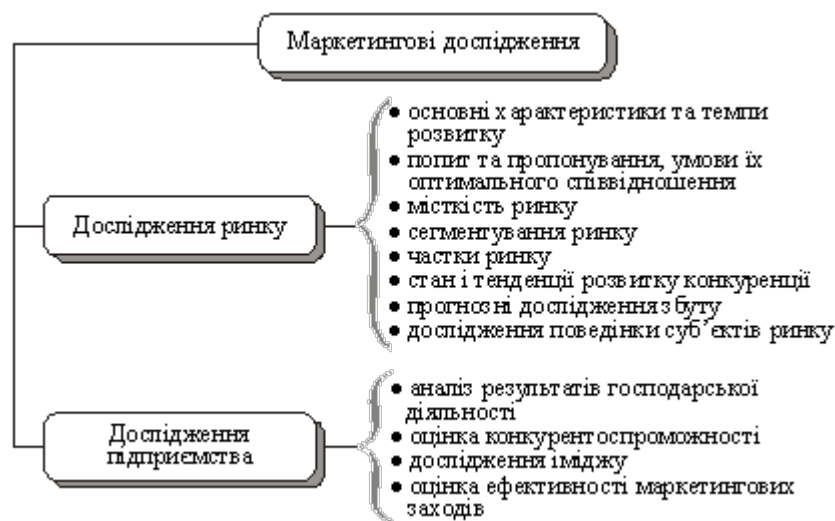 Маркетингові дослідження
● основні характеристики та темпи
розвитку
● попит та пропонування, умови їх
оптимального співвідношення
● місткість ринку
● сегментування ринку
● частки ринку
● стан і тенденції розвитку конкуренції
● прогнозні дослідження збуту
● дослідження поведінки суб’єктів ринку
Дослідження ринку
● аналіз результатів господарської
діяльності
● оцінка конкурентоспроможності
● дослідження іміджу
● оцінка ефективності маркетингових
заходів
Дослідження
підприємства